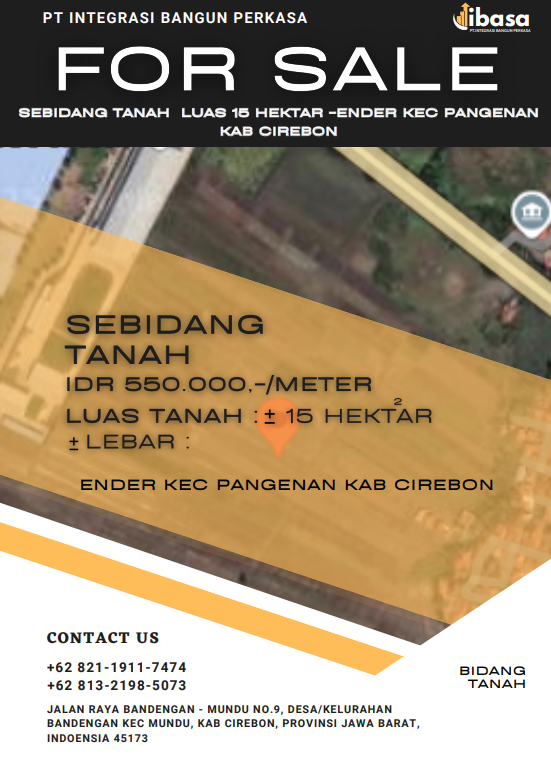 PT INTEGRASI BANGUN PERKASA
ibasa
PT.INTEGRASI BANGUN PERKASA
FOR SALE
SEBIDANG TANAH LUAS 15 HEKTAR -ENDER KEC PANGENAN
KAB CIREBON
SEBIDANG
TANAH
IDR 550.000,-/METER
LUAS TANAH : ± 15 HEKTAR 2
± LEBAR :
ENDER KEC PANGENAN KAB CIREBON
CONTACT US
+62 821-1911-7474
+62 813-2198-5073
JALAN RAYA BANDENGAN - MUNDU NO.9, DESA/KELURAHAN
BANDENGAN KEC MUNDU, KAB CIREBON, PROVINSI JAWA BARAT,
INDOENSIA 45173
BIDANG
TANAH